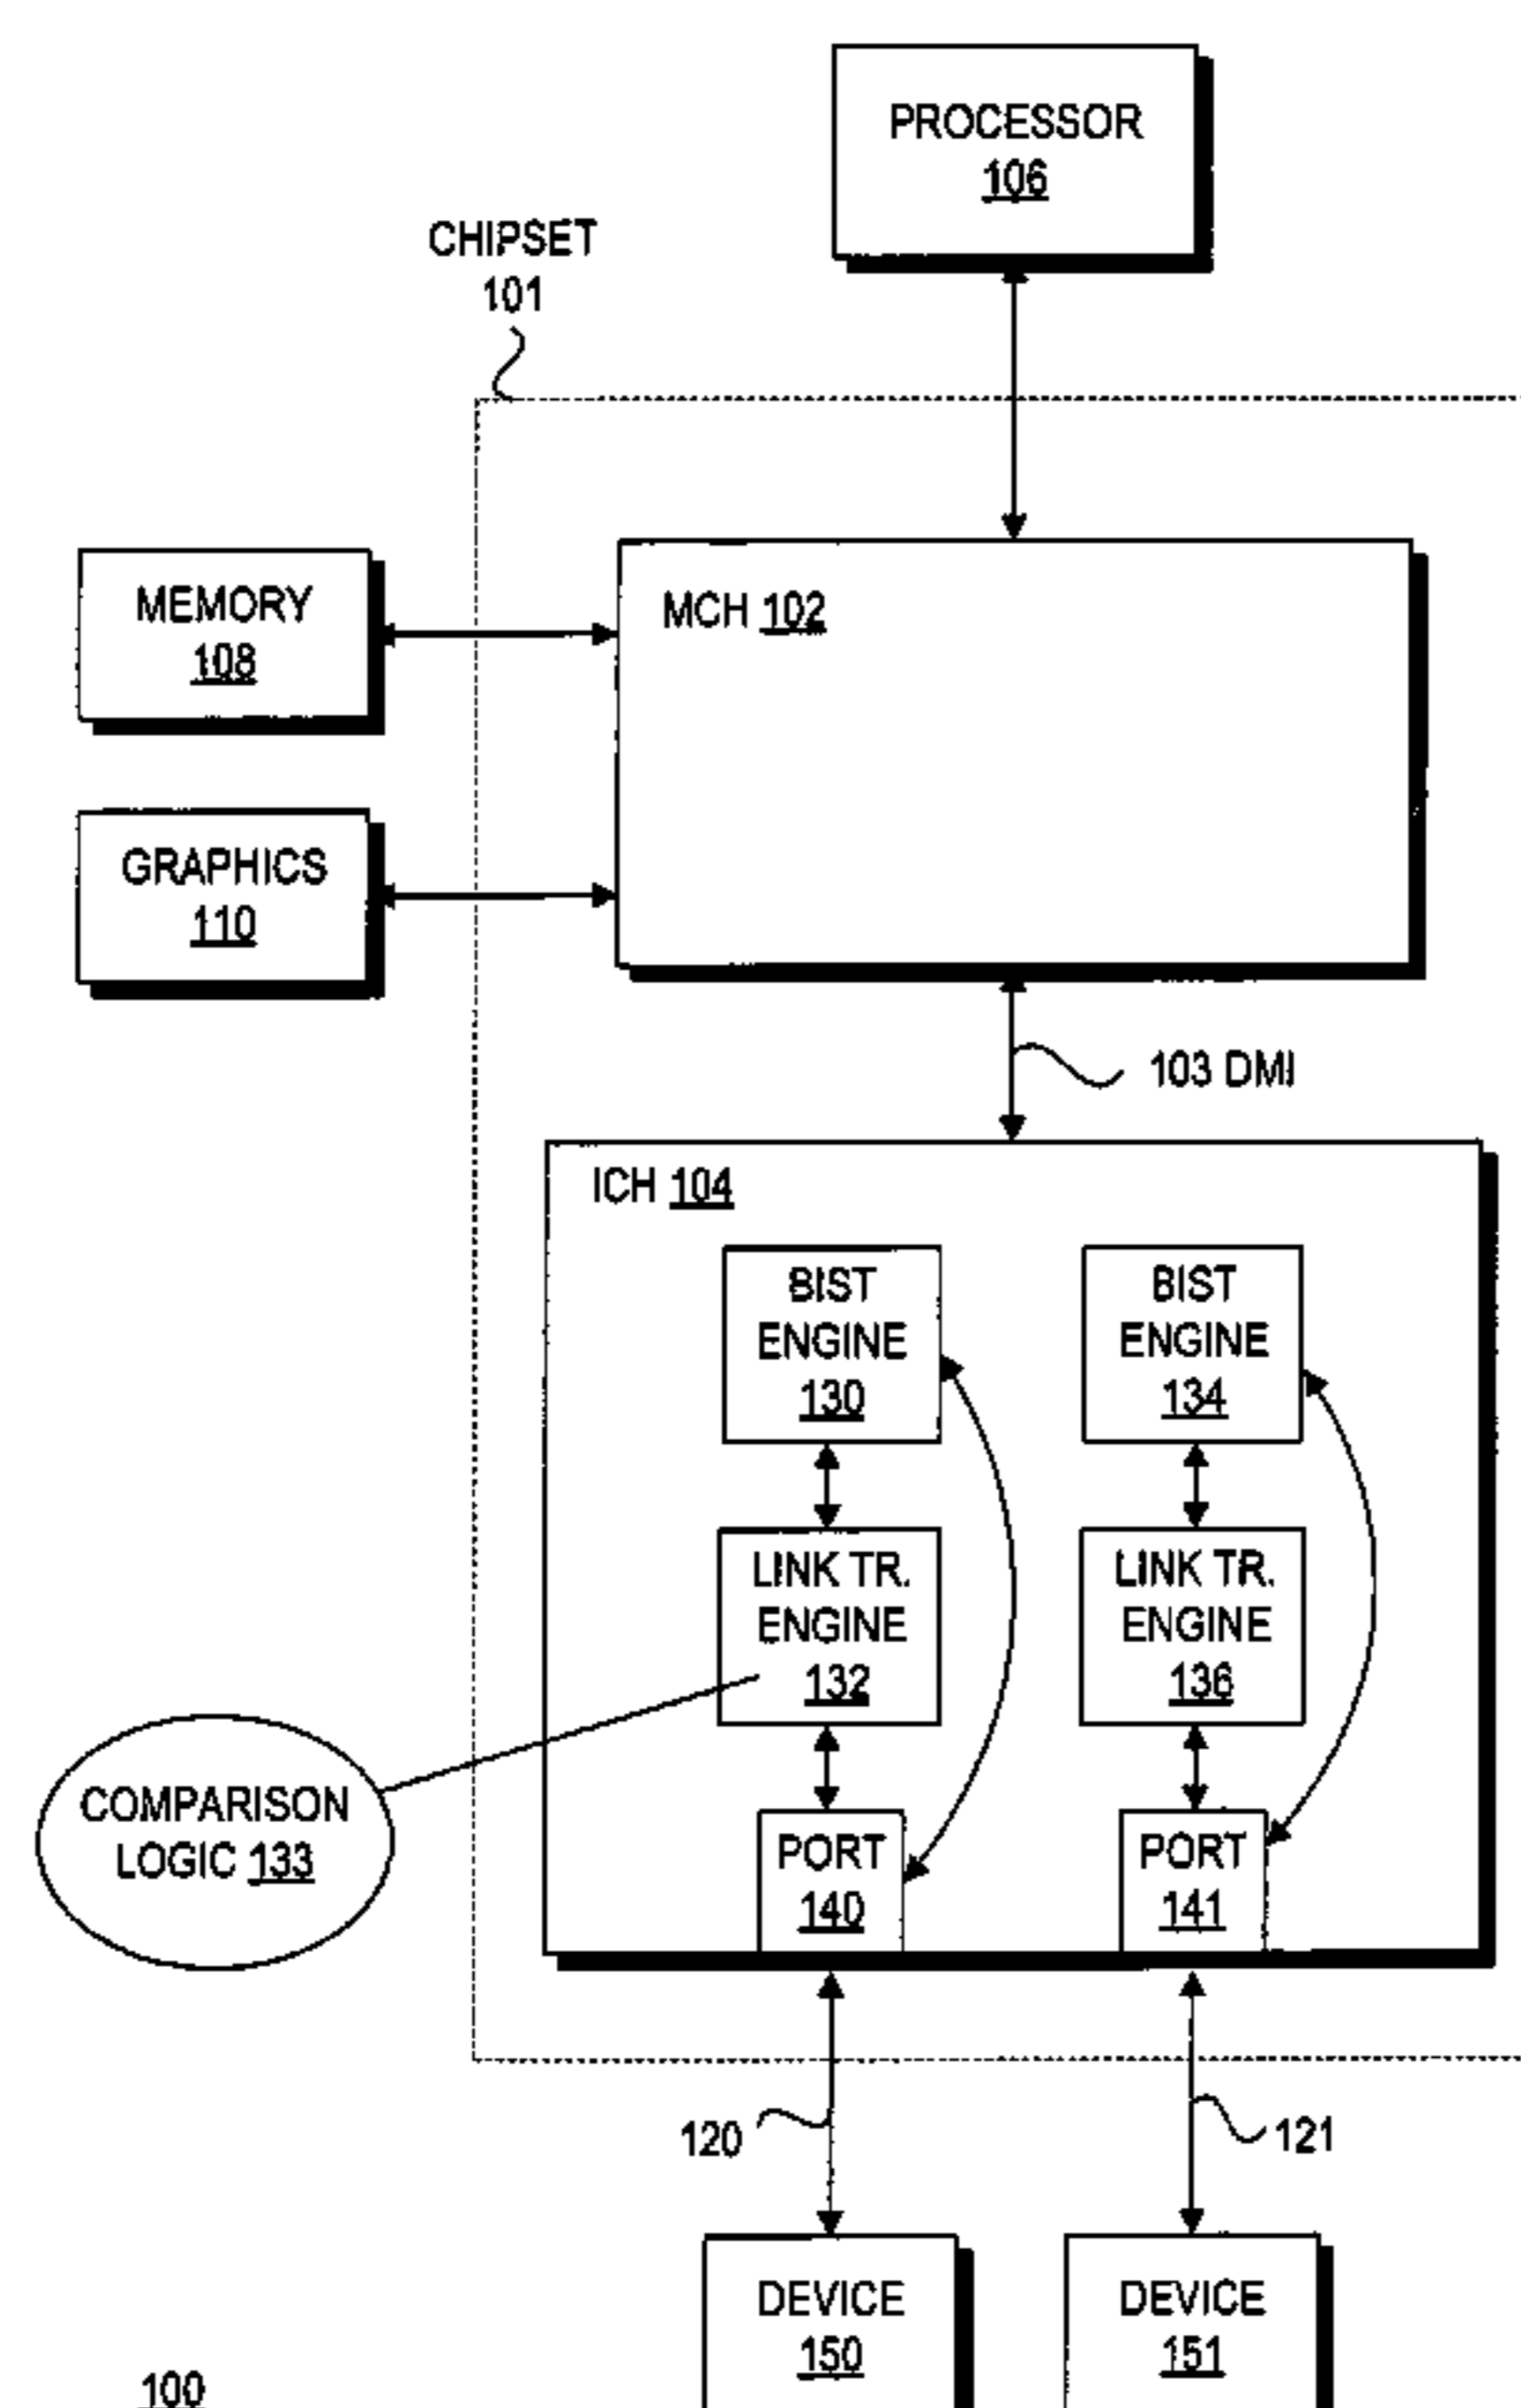 PROCESSOR
106
CHIPSET
101
MEMORY
108
MCH 102
GRAPHICS
110
103 DMI
ICH 104
BIST
ENGINE
130
BIST
ENGINE
134
LINK TR.
ENGINE
132
LINK TR.
ENGINE
136
COMPARISON
LOGIC 133
PORT
140
PORT
141
120
121
DEVICE
150
DEVICE
151
100